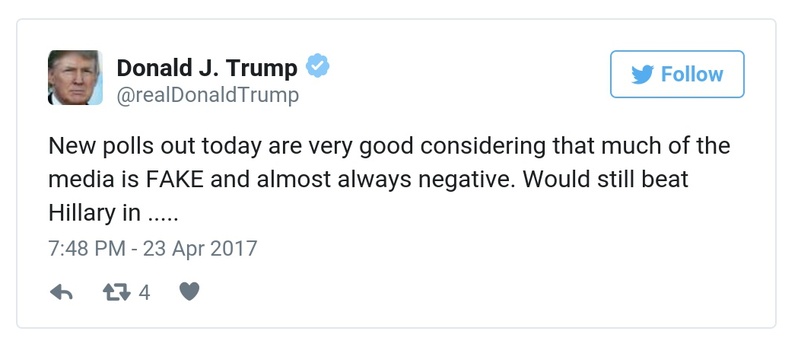 Donald J. Trump
@realDonaldTrump
Follow
New polls out today are very good considering that much of the
media is FAKE and almost always negative. Would still beat
Hillary in .....
7:48 PM - 23 Apr 2017
4